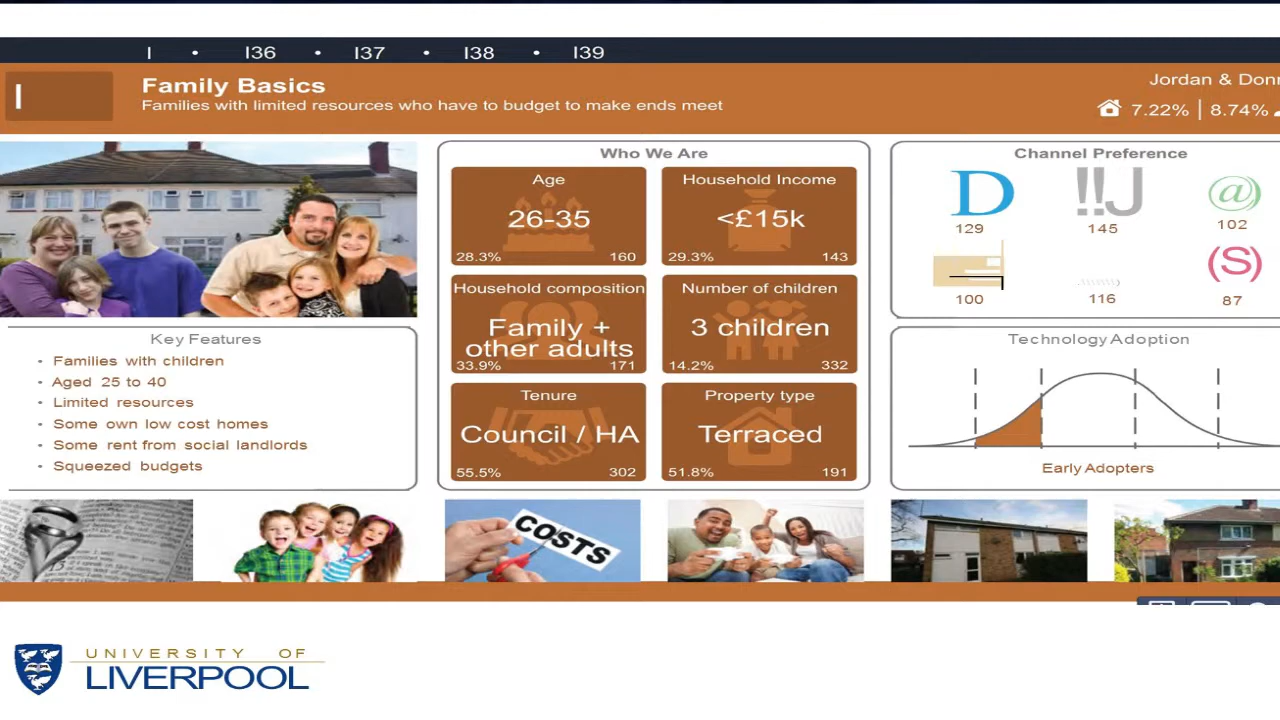 I • I36 • I37 • I38 • I39
I
Family Basics
Families with limited resources who have to budget to make ends meet
Jordan & Donn
7.22% | 8.74%
Who We Are
Age
26-35
28.3% 160
Household Income
<£15k
29.3% 143
Household composition
Family +
other adults
33.9% 171
Number of children
3 children
14.2% 332
Tenure
Council / HA
55.5% 302
Property type
Terraced
51.8% 191
Channel Preference
D
!!J
@
129
145
102
(S)
100
116
87
Key Features
• Families with children
• Aged 25 to 40
• Limited resources
• Some own low cost homes
• Some rent from social landlords
• Squeezed budgets
Technology Adoption
Early Adopters
COSTS
UNIVERSITY OF
LIVERPOOL